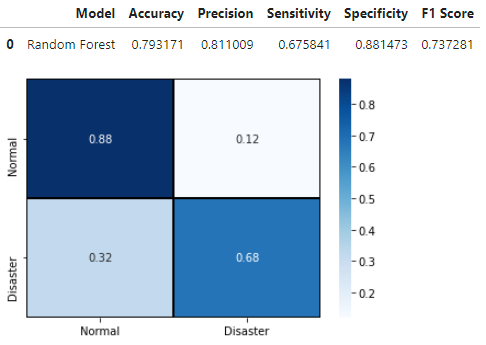 Model Accuracy Precision Sensitivity Specificity F1 Score
0 Random Forest 0.793171 0.811009 0.675841 0.881473 0.737281
Normal 0.88 0.12
Disaster 0.32 0.68
Normal Disaster
0.8
0.7
0.6
0.5
0.4
0.3
0.2